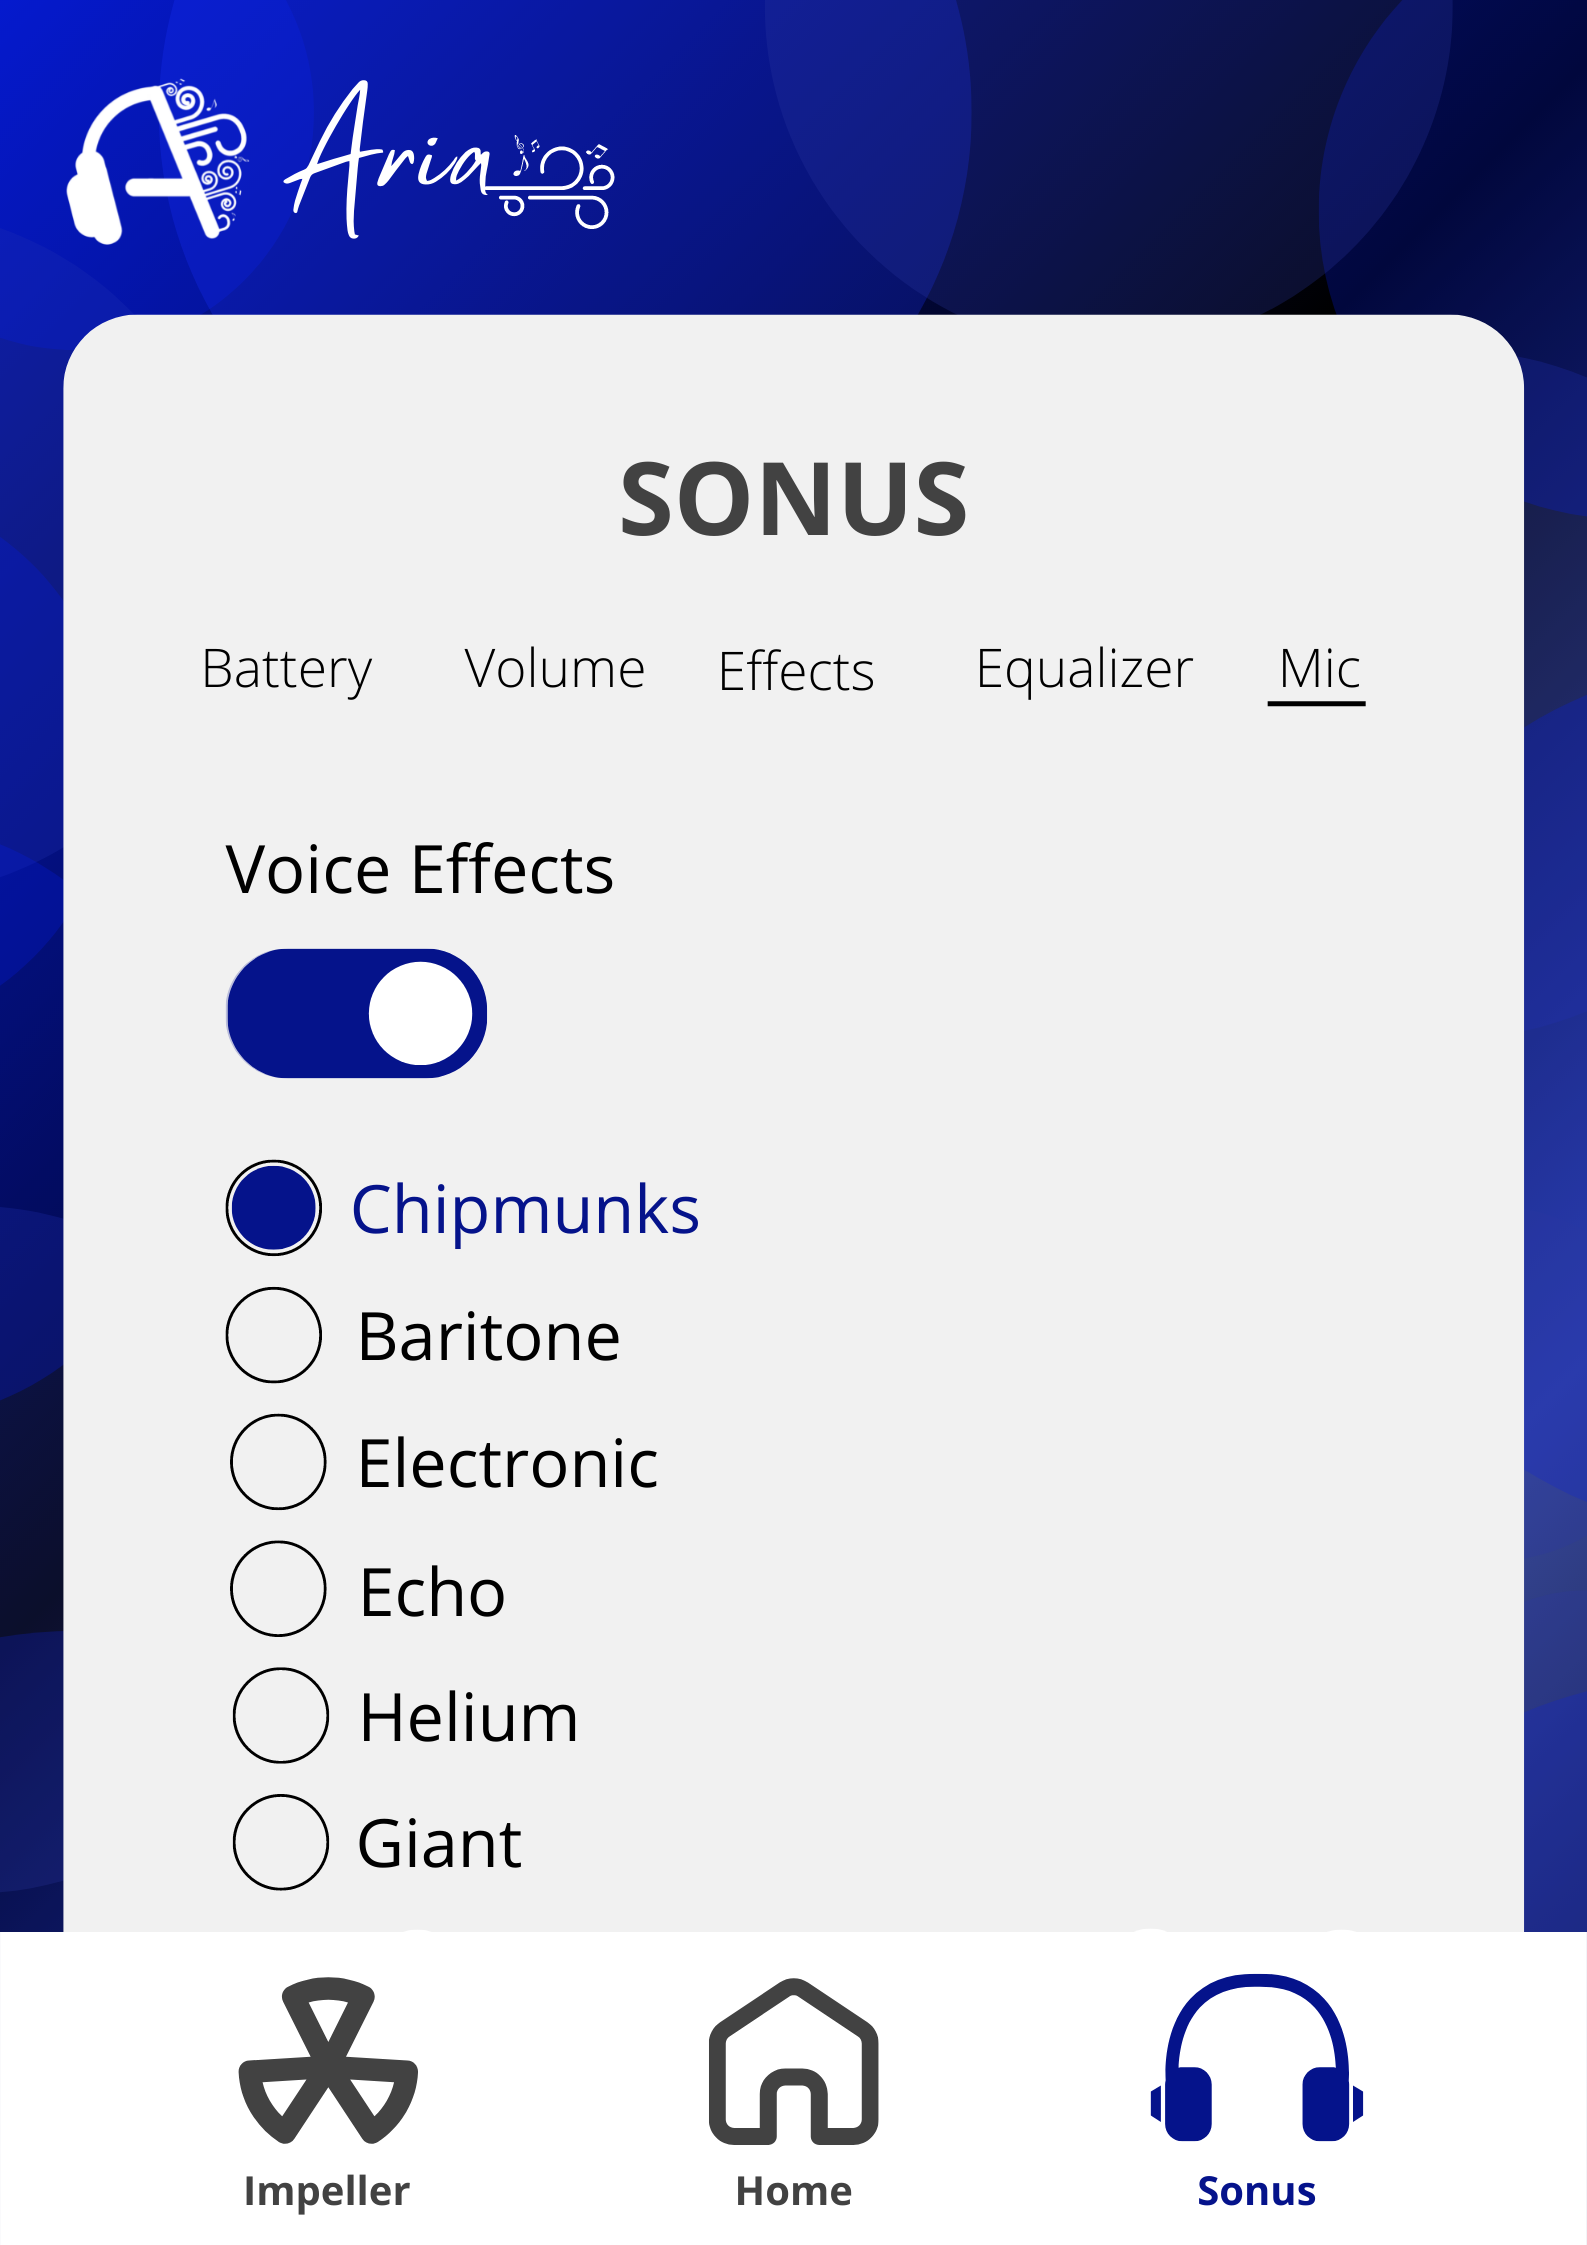 Aria
SONUS
Battery Volume Effects Equalizer Mic
Voice Effects
Chipmunks
Baritone
Electronic
Echo
Helium
Giant
Impeller Home Sonus